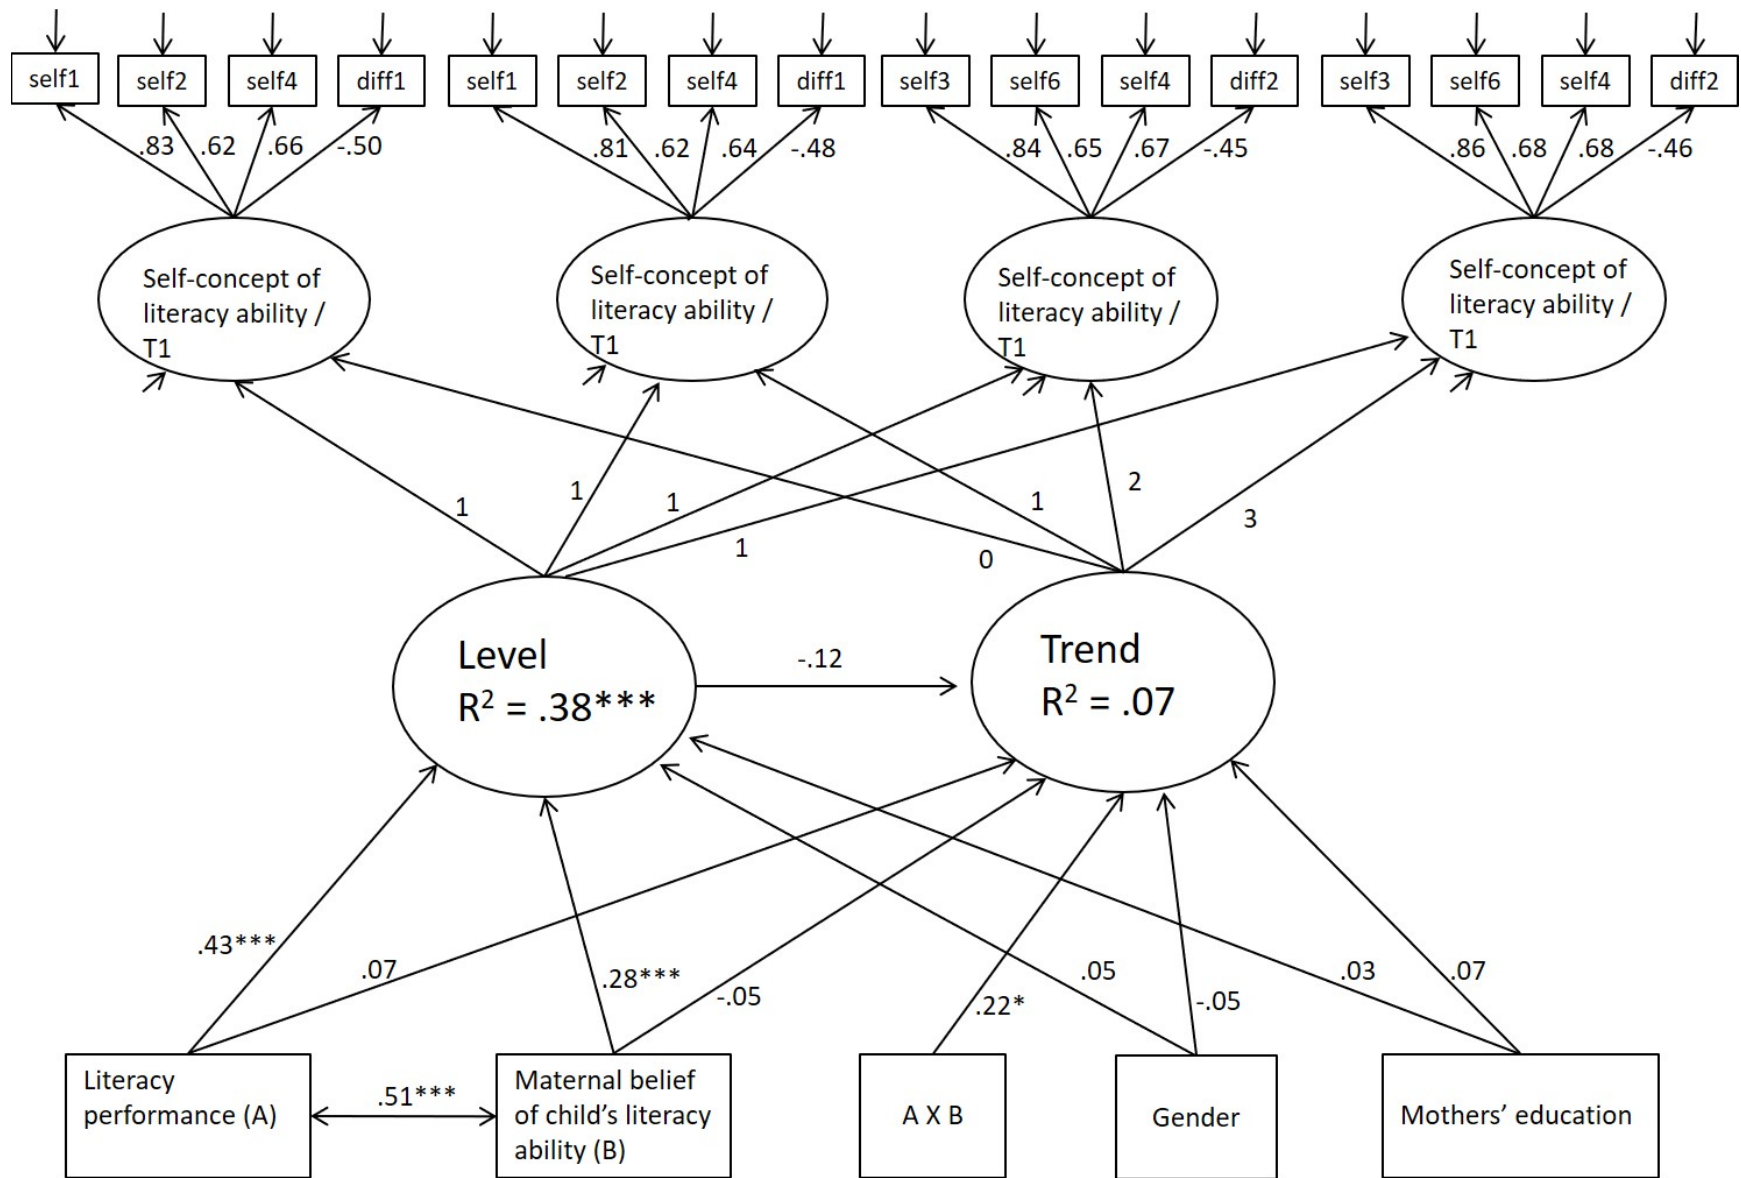 self1
self2
self4
diff1
self1
self2
self4
diff1
self3
self6
self4
diff2
self3
self6
self4
diff2
.83
.62
.66
-.50
.81
.62
.64
-.48
.84
.65
.67
-.45
.86
.68
.68
-.46
Self-concept of
literacy ability /
T1
Self-concept of
literacy ability /
T1
Self-concept of
literacy ability /
T1
Self-concept of
literacy ability /
T1
1
1
1
1
0
1
2
3
Level
R² = .38***
-.12
Trend
R² = .07
.43***
.07
.28***
-.05
.22*
.05
-.05
.03
.07
Literacy
performance (A)
.51***
Maternal belief
of child’s literacy
ability (B)
A X B
Gender
Mothers’ education